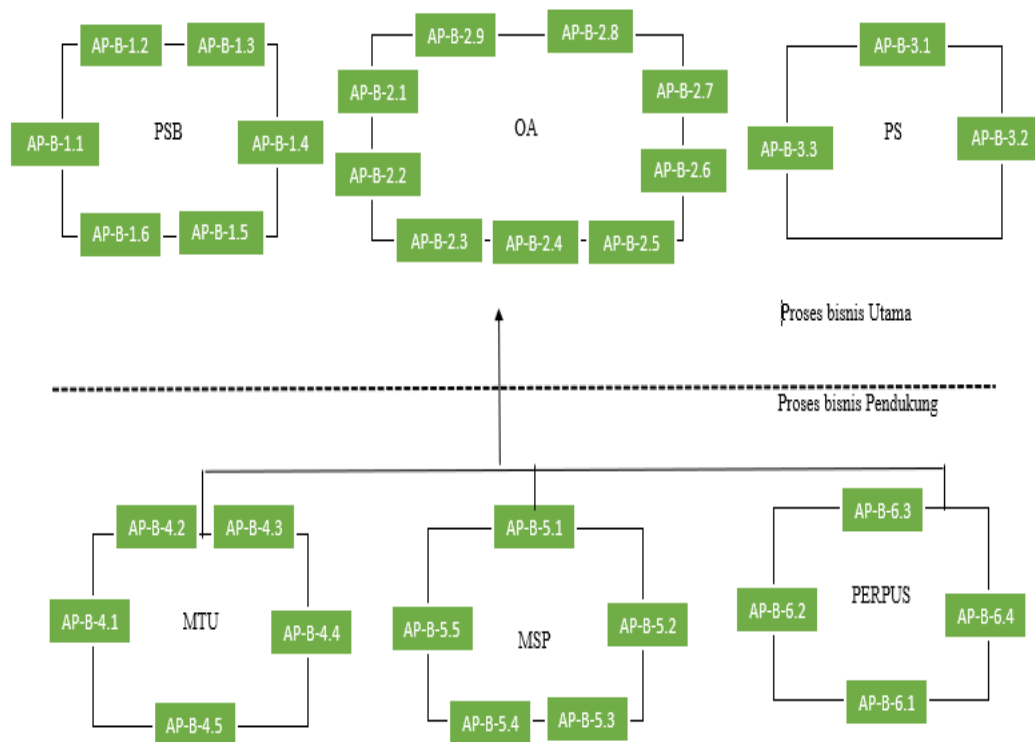 AP-B-1.2
AP-B-1.3
AP-B-1.1
PSB
AP-B-1.4
AP-B-1.6
AP-B-1.5
AP-B-2.9
AP-B-2.8
AP-B-2.1
AP-B-2.7
OA
AP-B-2.2
AP-B-2.6
AP-B-2.3
AP-B-2.4
AP-B-2.5
AP-B-3.1
PS
AP-B-3.3
AP-B-3.2
Proses bisnis Utama
Proses bisnis Pendukung
AP-B-4.2
AP-B-4.3
AP-B-4.1
MTU
AP-B-4.4
AP-B-4.5
AP-B-5.1
AP-B-5.5
MSP
AP-B-5.2
AP-B-5.4
AP-B-5.3
AP-B-6.3
PERPUS
AP-B-6.2
AP-B-6.4
AP-B-6.1